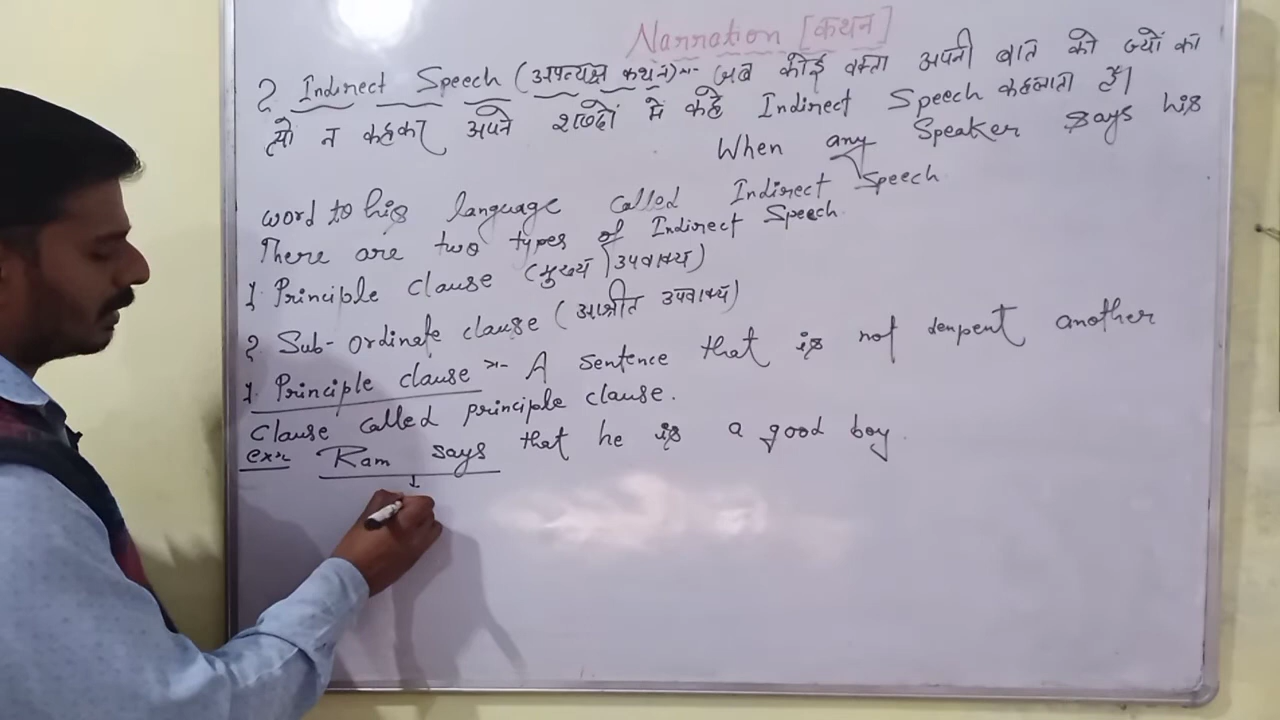 Narration [कथन]
2 Indirect Speech (अप्रत्यक्ष कथन) :- जब कोई वक्ता अपनी बात को ज्यों का
त्यो न कहकर अपने शब्दों मे कहे Indirect Speech कहलाता है।
When any Speaker says his
word to his language called Indirect Speech
There are two types of Indirect Speech
1. Principle clause (मुख्य उपवाक्य)
2 Sub-ordinate clause (आश्रीत उपवाक्य)
1. Principle clause :- A sentence that is not denpent another
Clause called principle clause.
ex:- Ram says that he is a good boy.